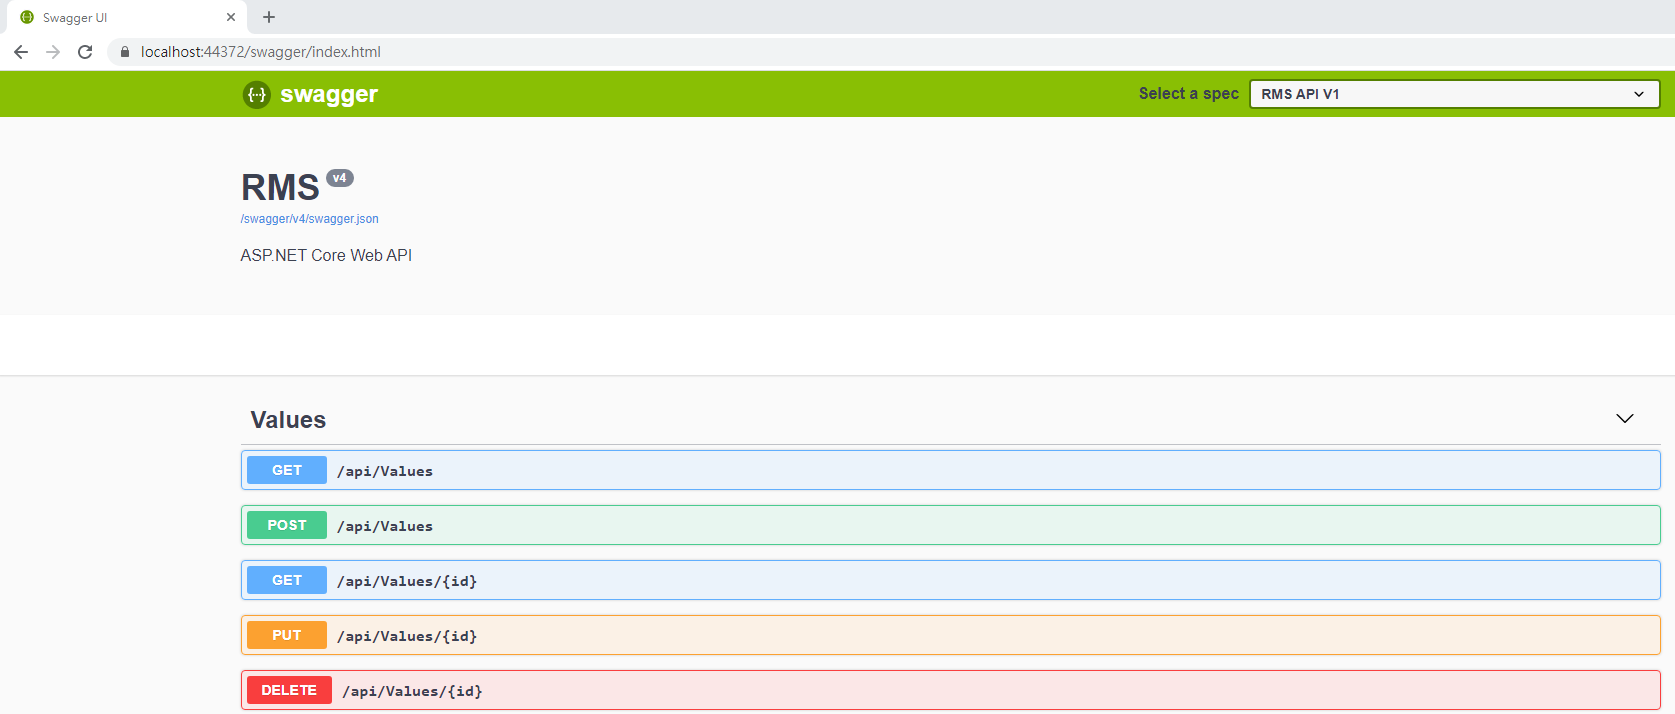 Swagger UI
localhost:44372/swagger/index.html
{···} swagger
Select a spec
RMS API V1
RMS v4
/swagger/v4/swagger.json
ASP.NET Core Web API
Values
GET /api/Values
POST /api/Values
GET /api/Values/{id}
PUT /api/Values/{id}
DELETE /api/Values/{id}